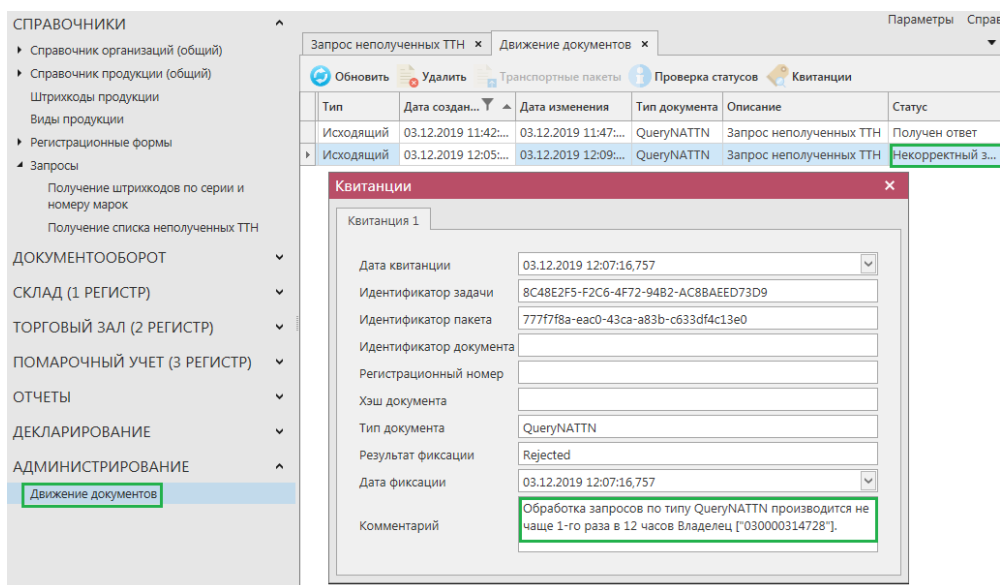 СПРАВОЧНИКИ
Справочник организаций (общий)
Справочник продукции (общий)
Штрихкоды продукции
Виды продукции
Регистрационные формы
Запросы
Получение штрихкодов по серии и
номеру марок
Получение списка неполученных ТТН
ДОКУМЕНТООБОРОТ
СКЛАД (1 РЕГИСТР)
ТОРГОВЫЙ ЗАЛ (2 РЕГИСТР)
ПОМАРОЧНЫЙ УЧЕТ (3 РЕГИСТР)
ОТЧЕТЫ
ДЕКЛАРИРОВАНИЕ
АДМИНИСТРИРОВАНИЕ
Движение документов
Параметры Справ
Запрос неполученных ТТН × Движение документов ×
Обновить Удалить Транспортные пакеты Проверка статусов Квитанции
Тип Дата создан... Дата изменения Тип документа Описание Статус
Исходящий 03.12.2019 11:42:... 03.12.2019 11:47:... QueryNATTN Запрос неполученных ТТН Получен ответ
Исходящий 03.12.2019 12:05:... 03.12.2019 12:09:... QueryNATTN Запрос неполученных ТТН Некорректный з...
Квитанции ×
Квитанция 1
Дата квитанции 03.12.2019 12:07:16,757
Идентификатор задачи 8C48E2F5-F2C6-4F72-94B2-AC8BAEED73D9
Идентификатор пакета 777f7f8a-eac0-43ca-a83b-c633df4c13e0
Идентификатор документа
Регистрационный номер
Хэш документа
Тип документа QueryNATTN
Результат фиксации Rejected
Дата фиксации 03.12.2019 12:07:16,757
Комментарий
Обработка запросов по типу QueryNATTN производится не
чаще 1-го раза в 12 часов Владелец ["030000314728"].